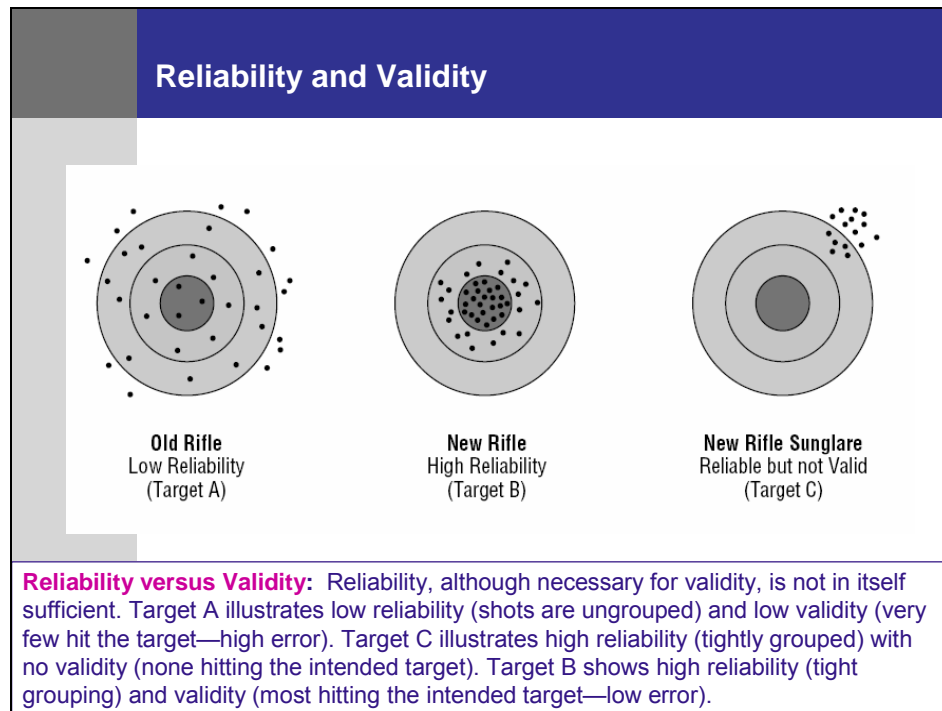 Reliability and Validity
Old Rifle
Low Reliability
(Target A)
New Rifle
High Reliability
(Target B)
New Rifle Sunglare
Reliable but not Valid
(Target C)
Reliability versus Validity: Reliability, although necessary for validity, is not in itself
sufficient. Target A illustrates low reliability (shots are ungrouped) and low validity (very
few hit the target—high error). Target C illustrates high reliability (tightly grouped) with
no validity (none hitting the intended target). Target B shows high reliability (tight
grouping) and validity (most hitting the intended target—low error).